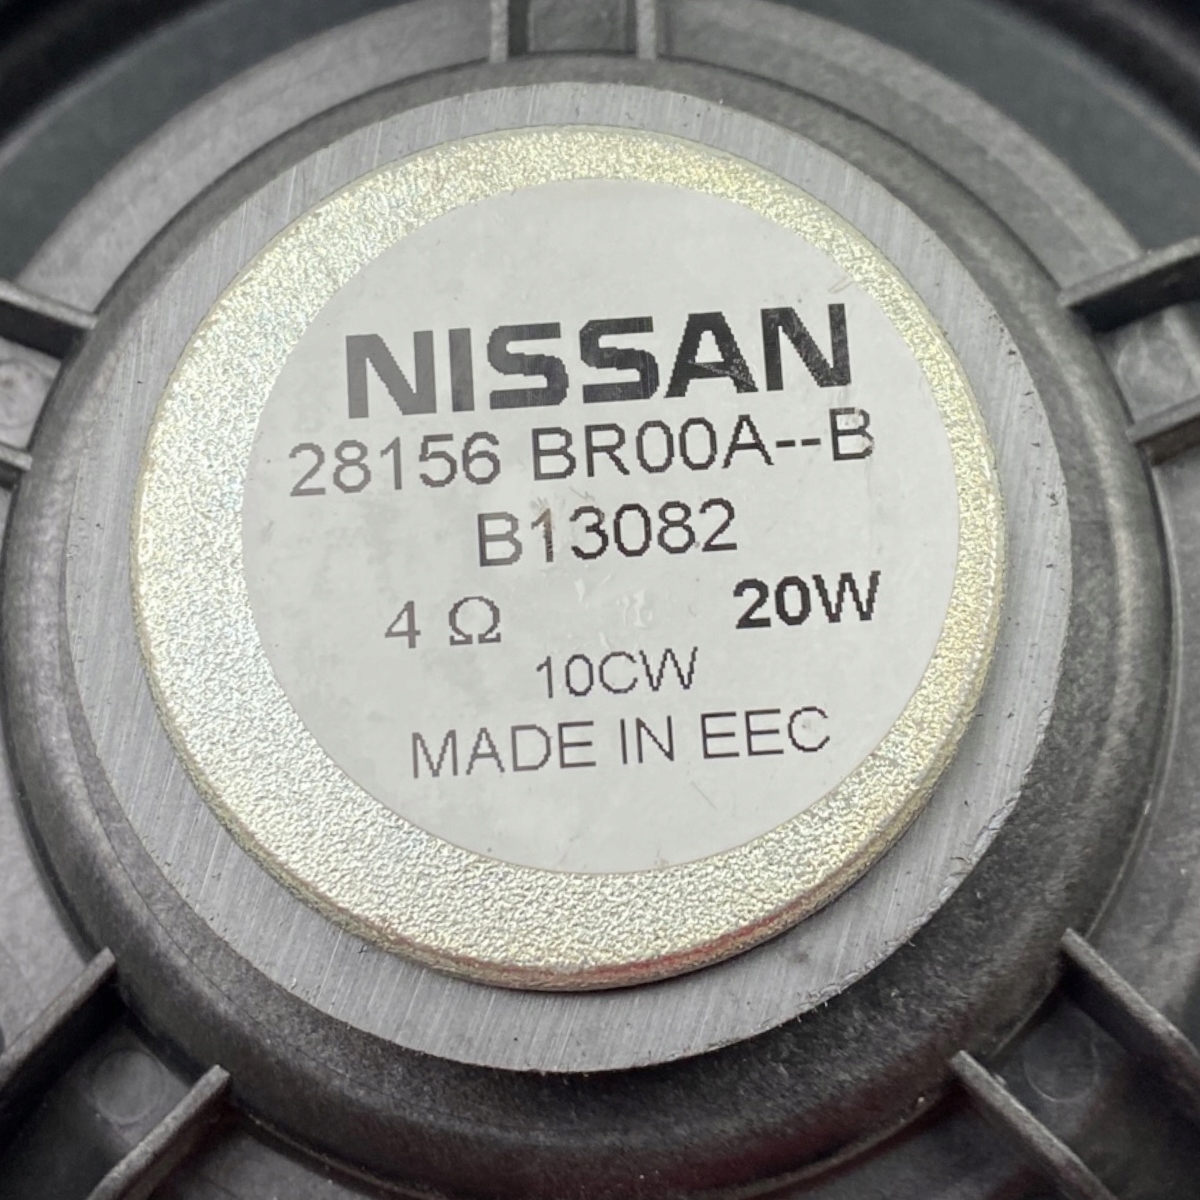 NISSAN
28156 BR00A--B
B13082
4 Ω 20W
10CW
MADE IN EEC